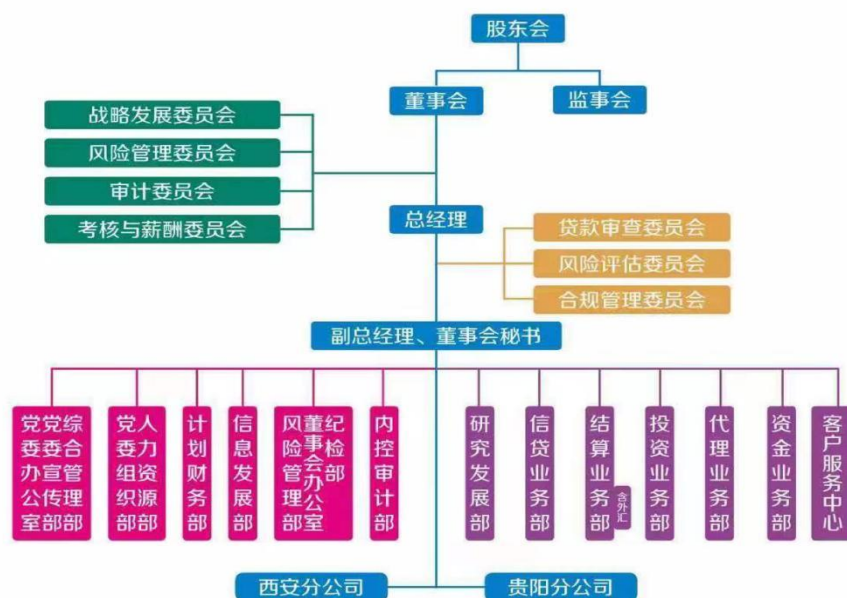 股东会
董事会
监事会
战略发展委员会
风险管理委员会
审计委员会
考核与薪酬委员会
总经理
贷款审查委员会
风险评估委员会
合规管理委员会
副总经理、董事会秘书
党委办公室
党委宣传部
综合管理部
党委组织部
人力资源部
计划财务部
信息发展部
风险管理部
董事会办公室
纪检部
内控审计部
研究发展部
信贷业务部
结算业务部
含外汇
投资业务部
代理业务部
资金业务部
客户服务中心
西安分公司
贵阳分公司